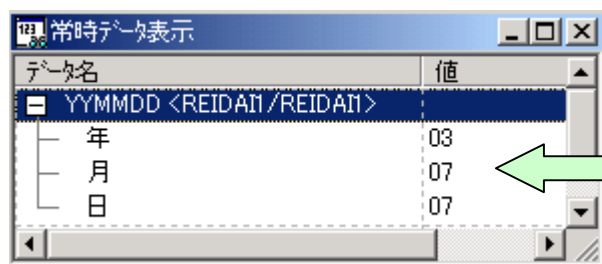 常時データ表示
データ名 値
YYMMDD <REIDAI1/REIDAI1>
年 03
月 07
日 07